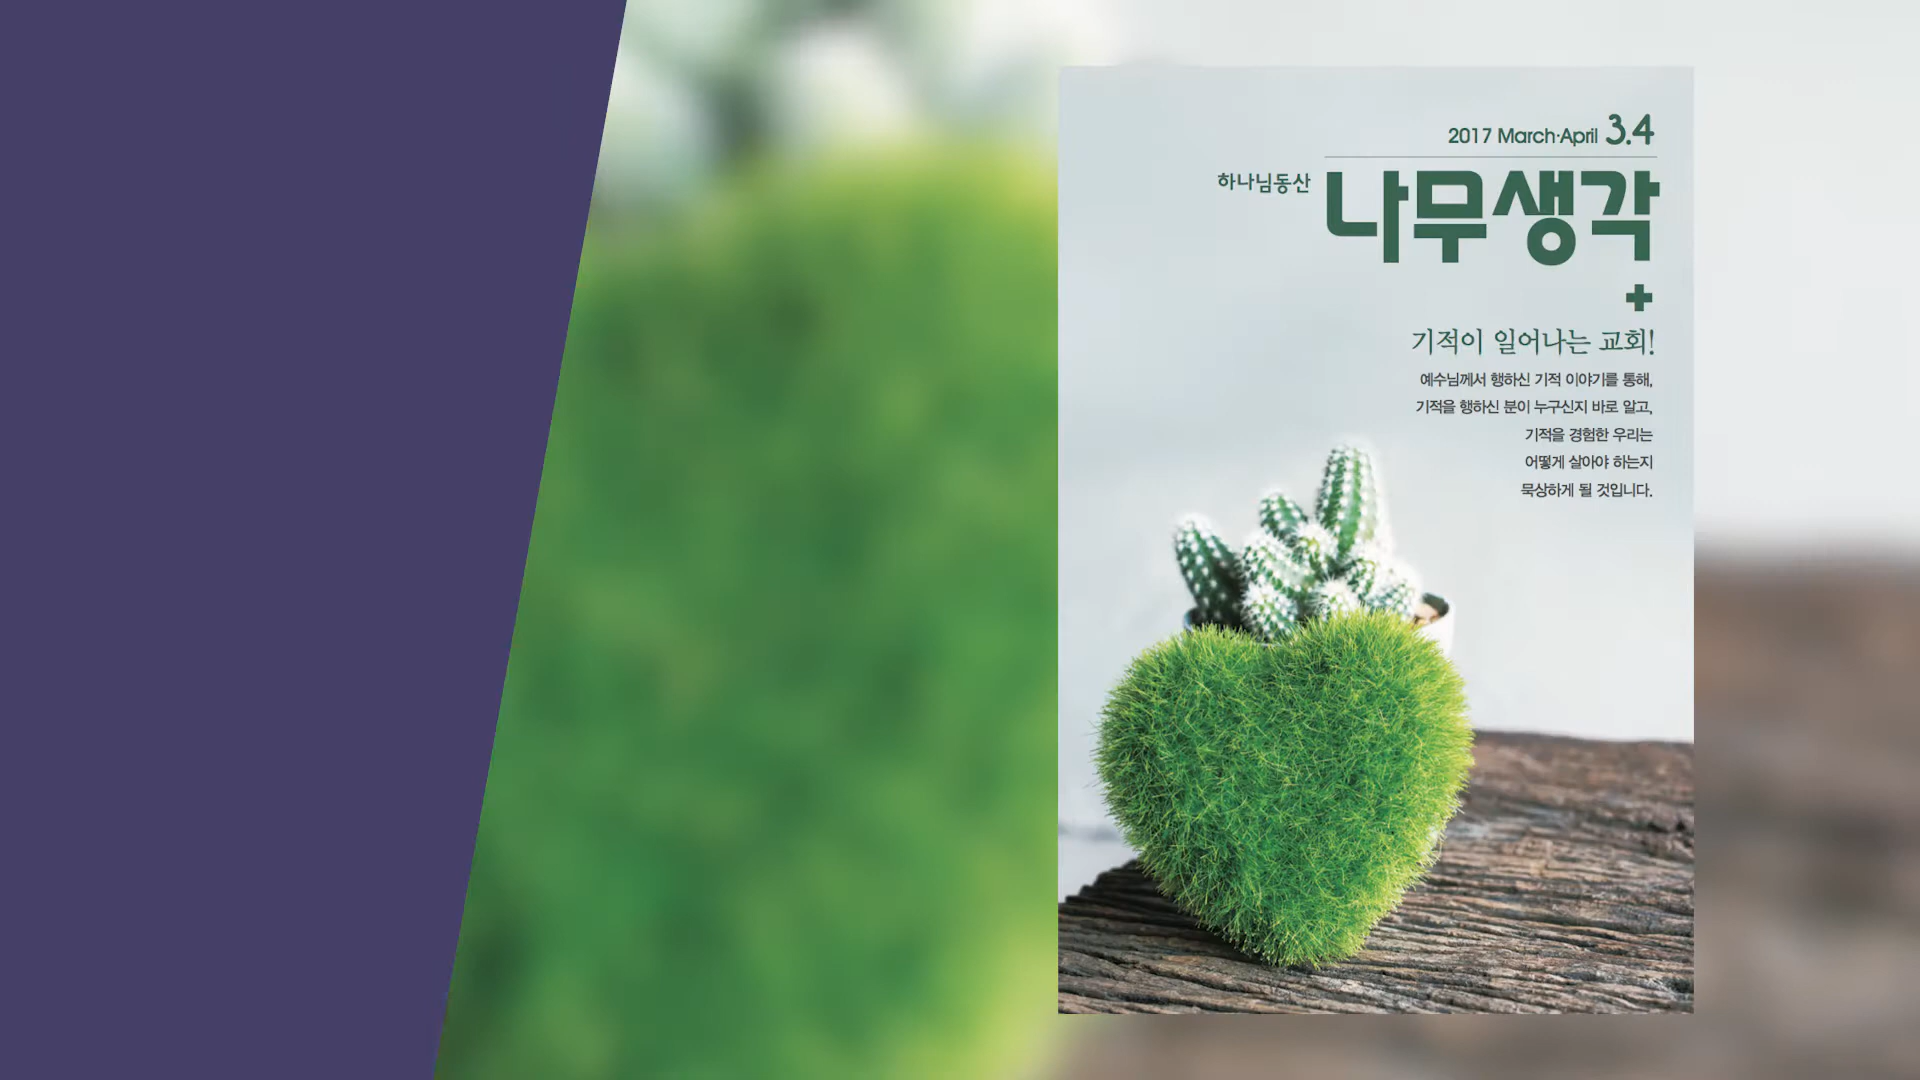 2017 March·April 3.4
하나님동산 나무생각
+
기적이 일어나는 교회!
예수님께서 행하신 기적 이야기를 통해,
기적을 행하신 분이 누구신지 바로 알고,
기적을 경험한 우리는
어떻게 살아야 하는지
묵상하게 될 것입니다.